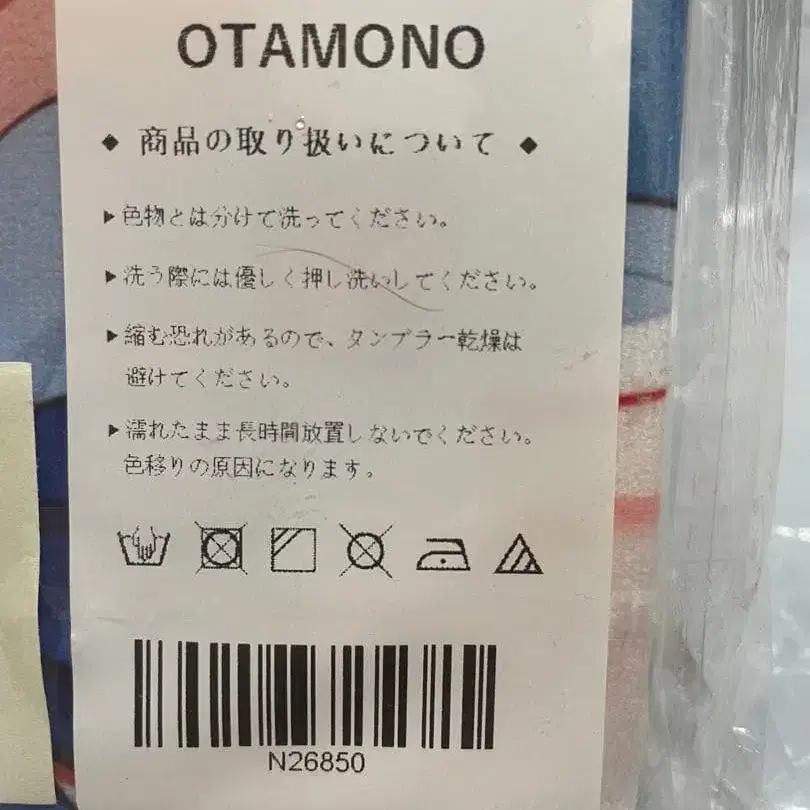 OTAMONO
◆ 商品の取り扱いについて ◆
▶色物とは分けて洗ってください。
▶洗う際には優しく押し洗いしてください。
▶縮む恐れがあるので、タンブラー乾燥は
避けてください。
▶濡れたまま長時間放置しないでください。
色移りの原因になります。
N26850